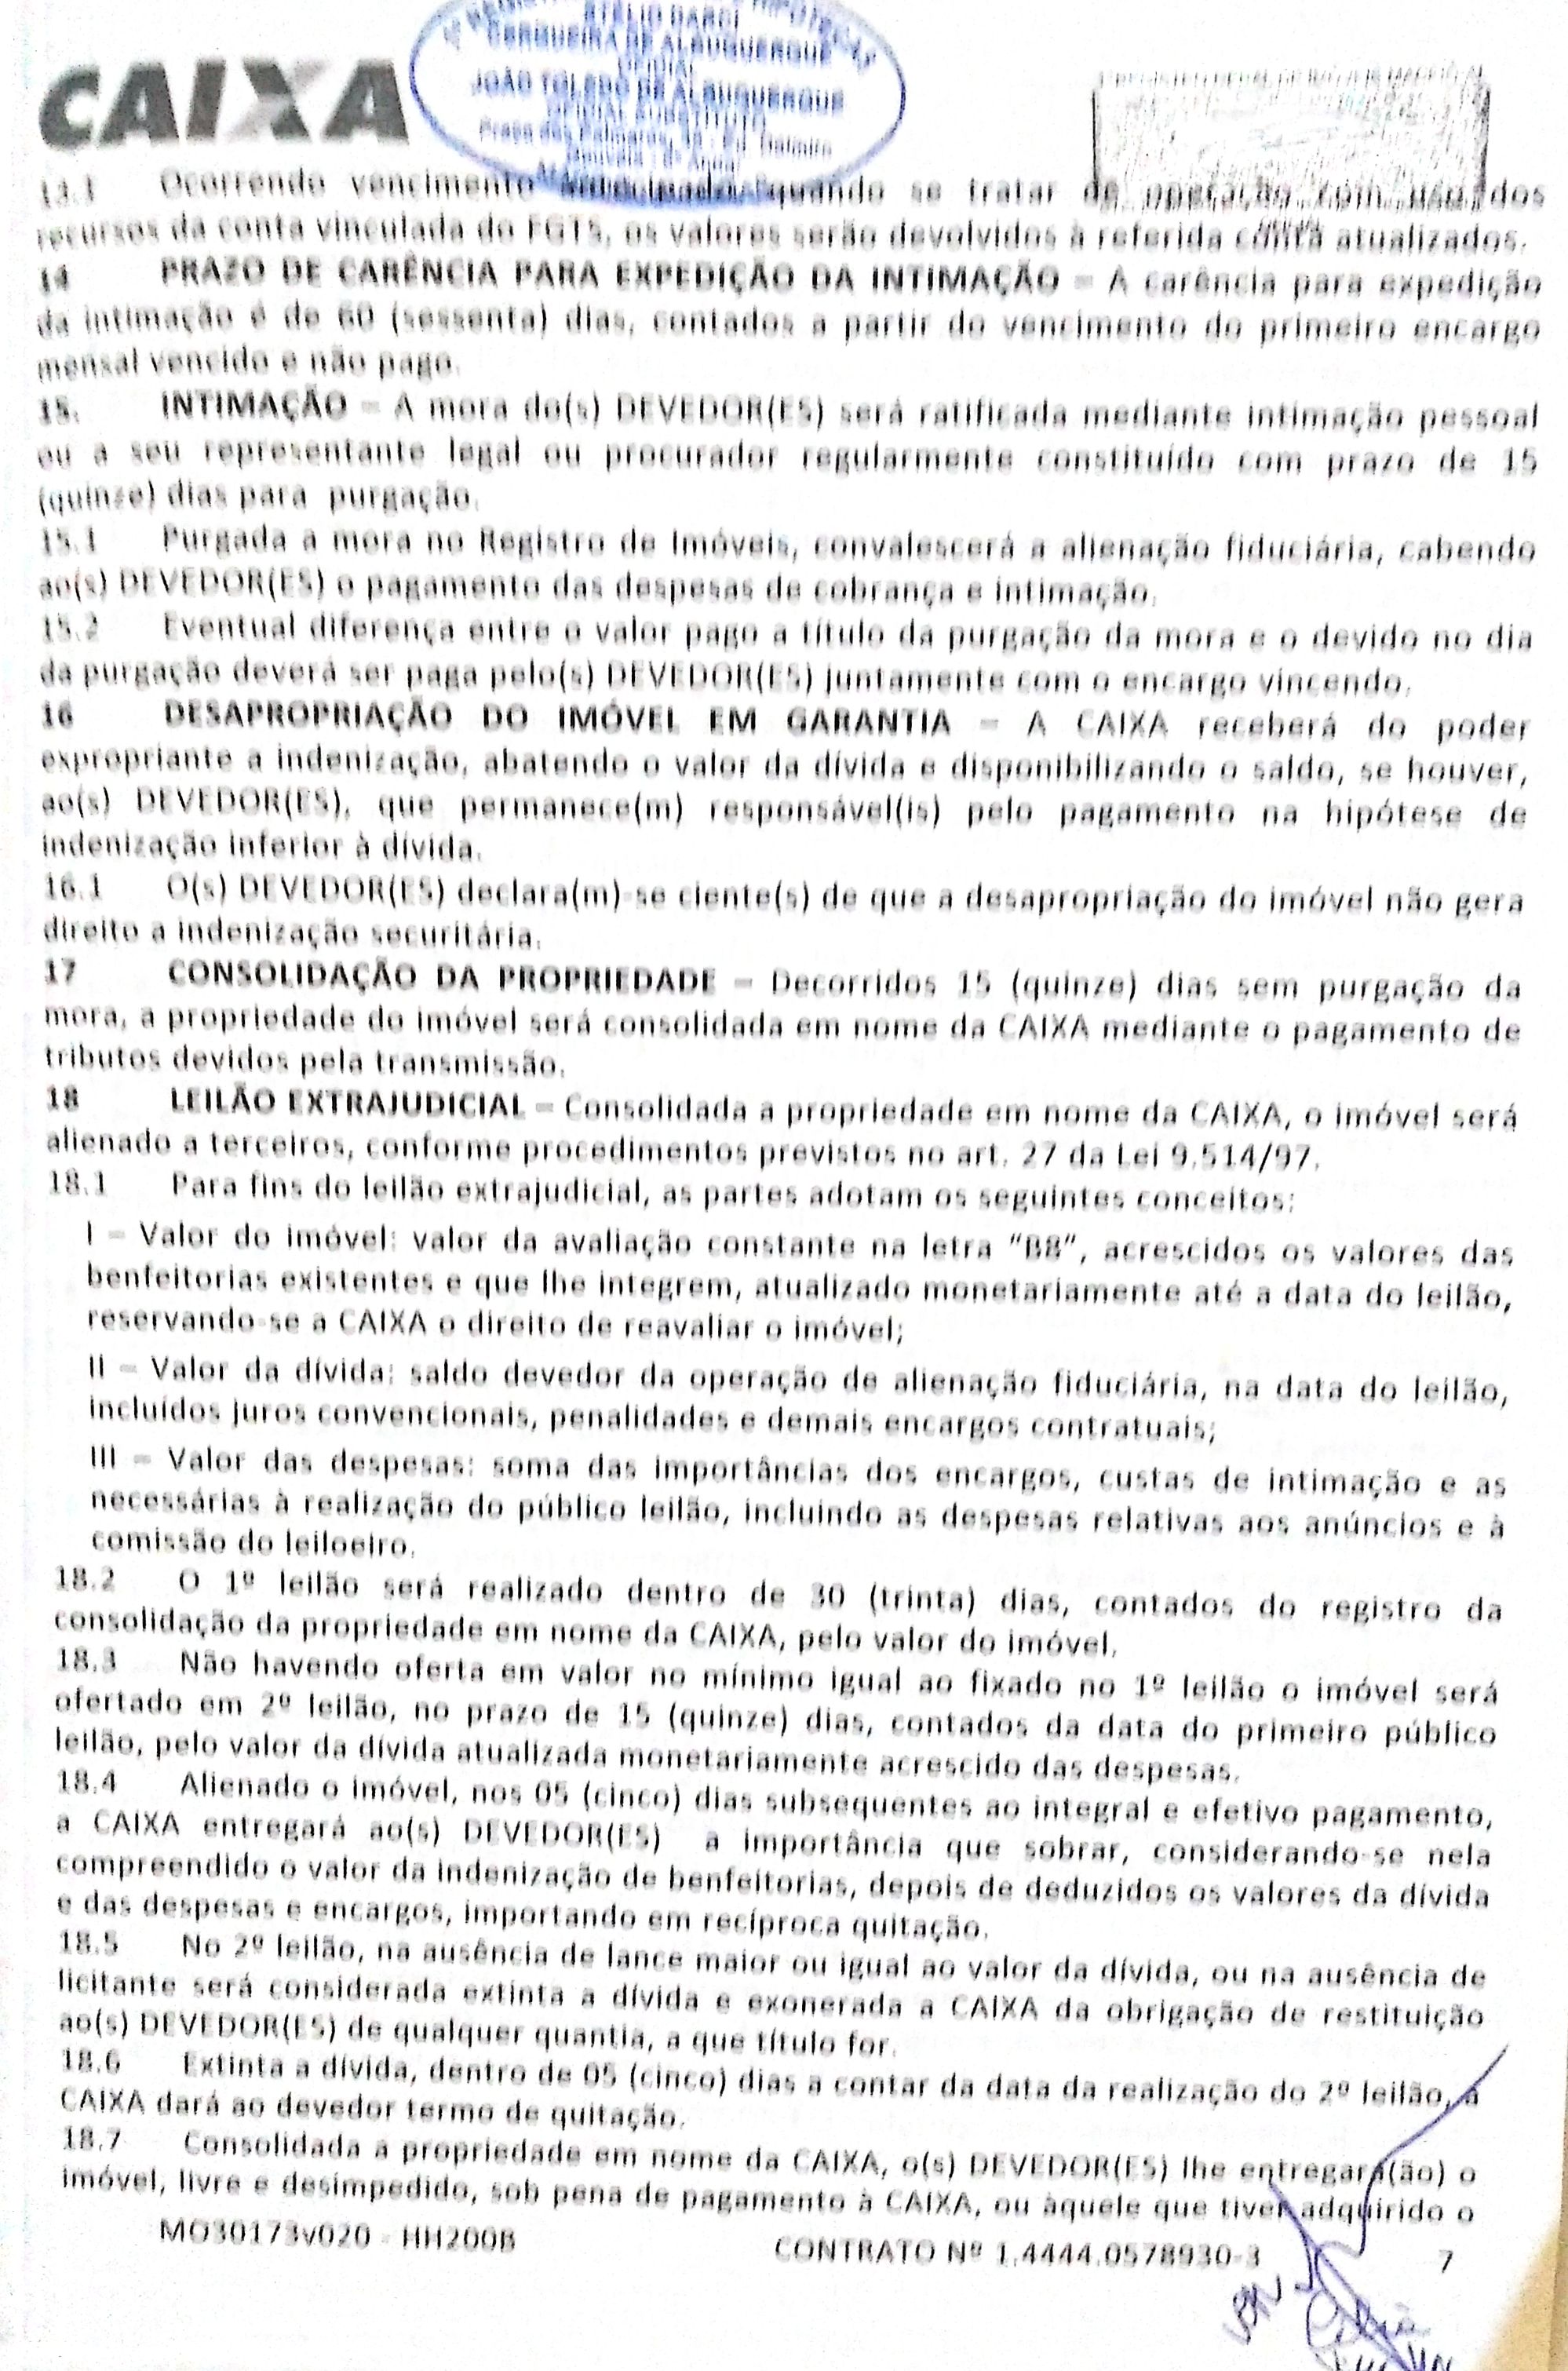 CAIXA
CERQUEIRA DE ALBUQUERQUE
JOÃO TOLEDO DE ALBUQUERQUE
13.1 Ocorrendo vencimento quando se tratar de operação com uso dos
recursos da conta vinculada do FGTS, os valores serão devolvidos à referida conta atualizados.
14 PRAZO DE CARÊNCIA PARA EXPEDIÇÃO DA INTIMAÇÃO – A carência para expedição
da intimação é de 60 (sessenta) dias, contados a partir do vencimento do primeiro encargo
mensal vencido e não pago.
15. INTIMAÇÃO – A mora do(s) DEVEDOR(ES) será ratificada mediante intimação pessoal
ou a seu representante legal ou procurador regularmente constituído com prazo de 15
(quinze) dias para purgação.
15.1 Purgada a mora no Registro de Imóveis, convalescerá a alienação fiduciária, cabendo
ao(s) DEVEDOR(ES) o pagamento das despesas de cobrança e intimação.
15.2 Eventual diferença entre o valor pago a título da purgação da mora e o devido no dia
da purgação deverá ser paga pelo(s) DEVEDOR(ES) juntamente com o encargo vincendo.
16 DESAPROPRIAÇÃO DO IMÓVEL EM GARANTIA – A CAIXA receberá do poder
expropriante a indenização, abatendo o valor da dívida e disponibilizando o saldo, se houver,
ao(s) DEVEDOR(ES), que permanece(m) responsável(is) pelo pagamento na hipótese de
indenização inferior à dívida.
16.1 O(s) DEVEDOR(ES) declara(m)-se ciente(s) de que a desapropriação do imóvel não gera
direito a indenização securitária.
17 CONSOLIDAÇÃO DA PROPRIEDADE – Decorridos 15 (quinze) dias sem purgação da
mora, a propriedade do imóvel será consolidada em nome da CAIXA mediante o pagamento de
tributos devidos pela transmissão.
18 LEILÃO EXTRAJUDICIAL – Consolidada a propriedade em nome da CAIXA, o imóvel será
alienado a terceiros, conforme procedimentos previstos no art. 27 da Lei 9.514/97.
18.1 Para fins do leilão extrajudicial, as partes adotam os seguintes conceitos:
I – Valor do imóvel: valor da avaliação constante na letra “B8”, acrescidos os valores das
benfeitorias existentes e que lhe integrem, atualizado monetariamente até a data do leilão,
reservando-se a CAIXA o direito de reavaliar o imóvel;
II – Valor da dívida: saldo devedor da operação de alienação fiduciária, na data do leilão,
incluídos juros convencionais, penalidades e demais encargos contratuais;
III – Valor das despesas: soma das importâncias dos encargos, custas de intimação e as
necessárias à realização do público leilão, incluindo as despesas relativas aos anúncios e à
comissão do leiloeiro.
18.2 O 1º leilão será realizado dentro de 30 (trinta) dias, contados do registro da
consolidação da propriedade em nome da CAIXA, pelo valor do imóvel.
18.3 Não havendo oferta em valor no mínimo igual ao fixado no 1º leilão o imóvel será
ofertado em 2º leilão, no prazo de 15 (quinze) dias, contados da data do primeiro público
leilão, pelo valor da dívida atualizada monetariamente acrescido das despesas.
18.4 Alienado o imóvel, nos 05 (cinco) dias subsequentes ao integral e efetivo pagamento,
a CAIXA entregará ao(s) DEVEDOR(ES) a importância que sobrar, considerando-se nela
compreendido o valor da indenização de benfeitorias, depois de deduzidos os valores da dívida
e das despesas e encargos, importando em recíproca quitação.
18.5 No 2º leilão, na ausência de lance maior ou igual ao valor da dívida, ou na ausência de
licitante será considerada extinta a dívida e exonerada a CAIXA da obrigação de restituição
ao(s) DEVEDOR(ES) de qualquer quantia, a que título for.
18.6 Extinta a dívida, dentro de 05 (cinco) dias a contar da data da realização do 2º leilão, a
CAIXA dará ao devedor termo de quitação.
18.7 Consolidada a propriedade em nome da CAIXA, o(s) DEVEDOR(ES) lhe entregará(ão) o
imóvel, livre e desimpedido, sob pena de pagamento à CAIXA, ou àquele que tiver adquirido o
MO30173v020 - HH200B CONTRATO Nº 1.4444.0578930-3 7